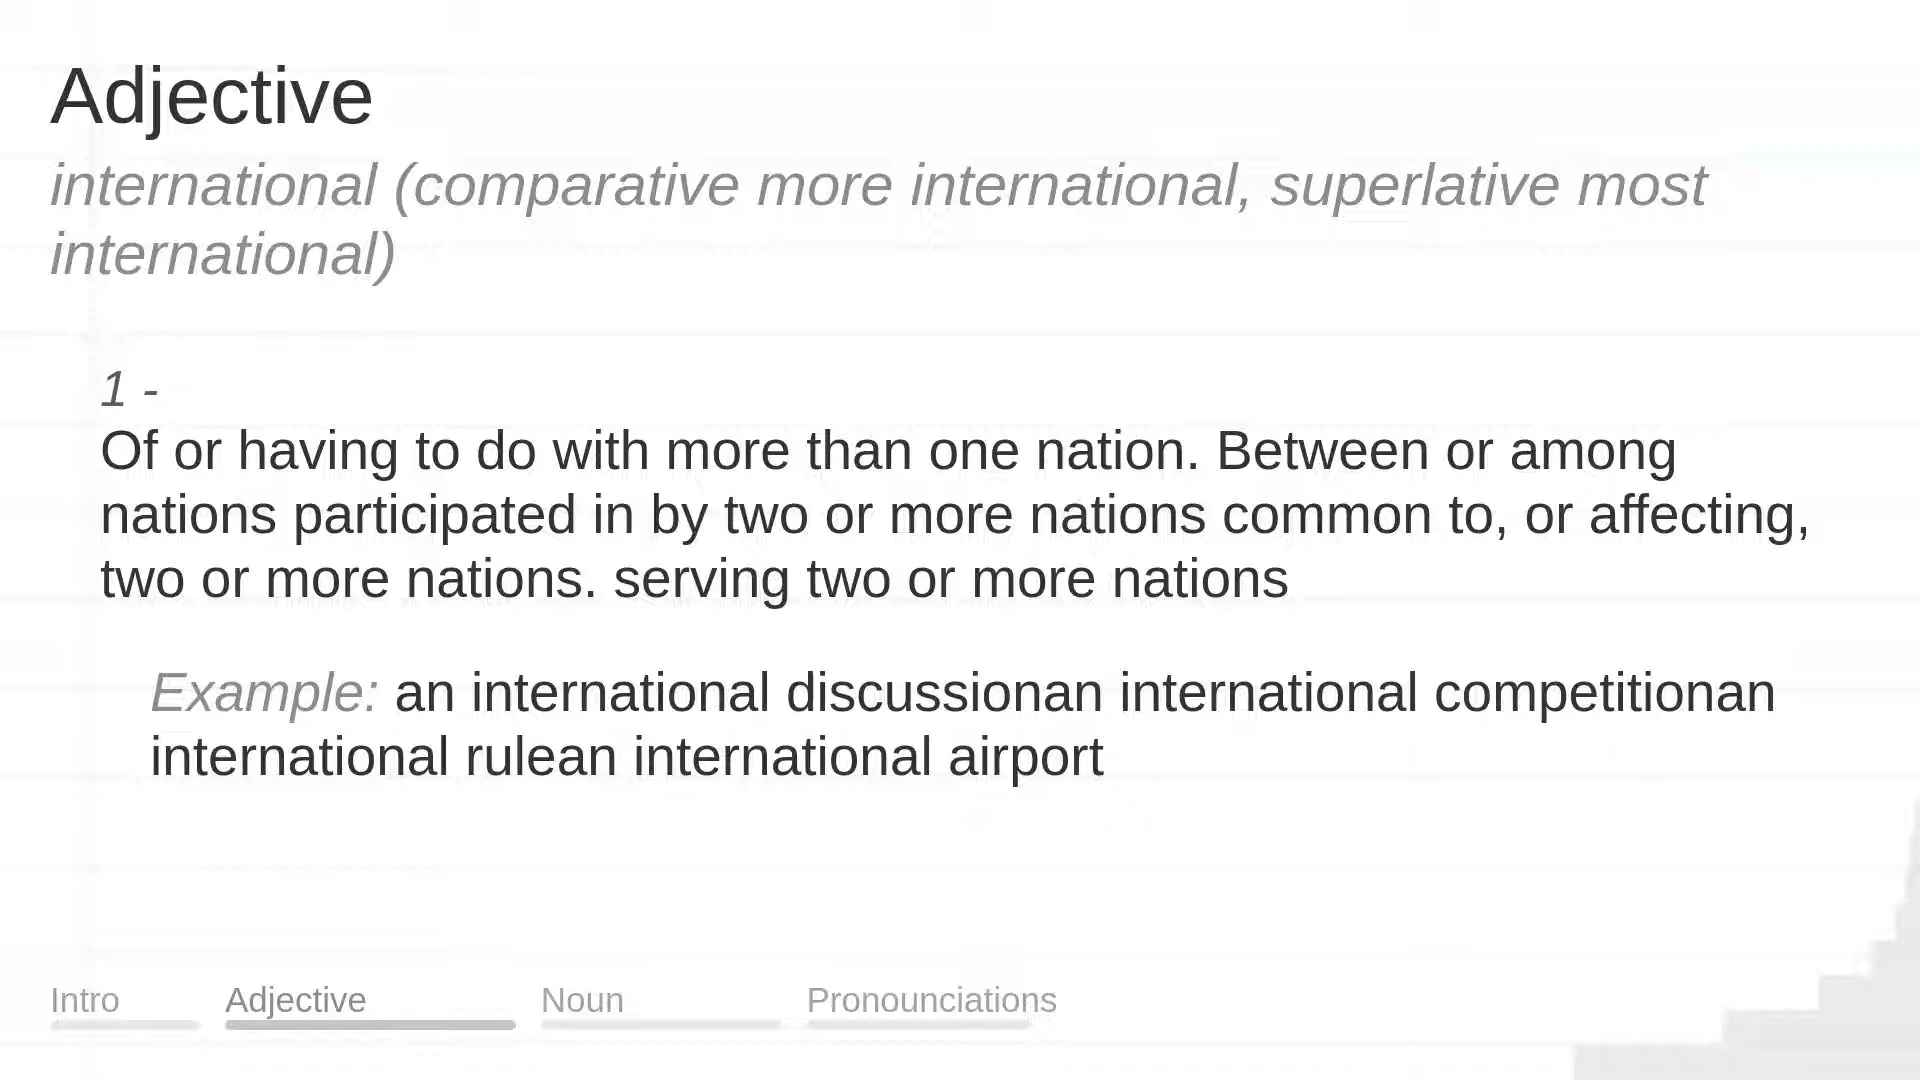 Adjective
international (comparative more international, superlative most
international)
1 -
Of or having to do with more than one nation. Between or among
nations participated in by two or more nations common to, or affecting,
two or more nations. serving two or more nations
Example: an international discussionan international competitionan
international rulean international airport
Intro Adjective Noun Pronounciations